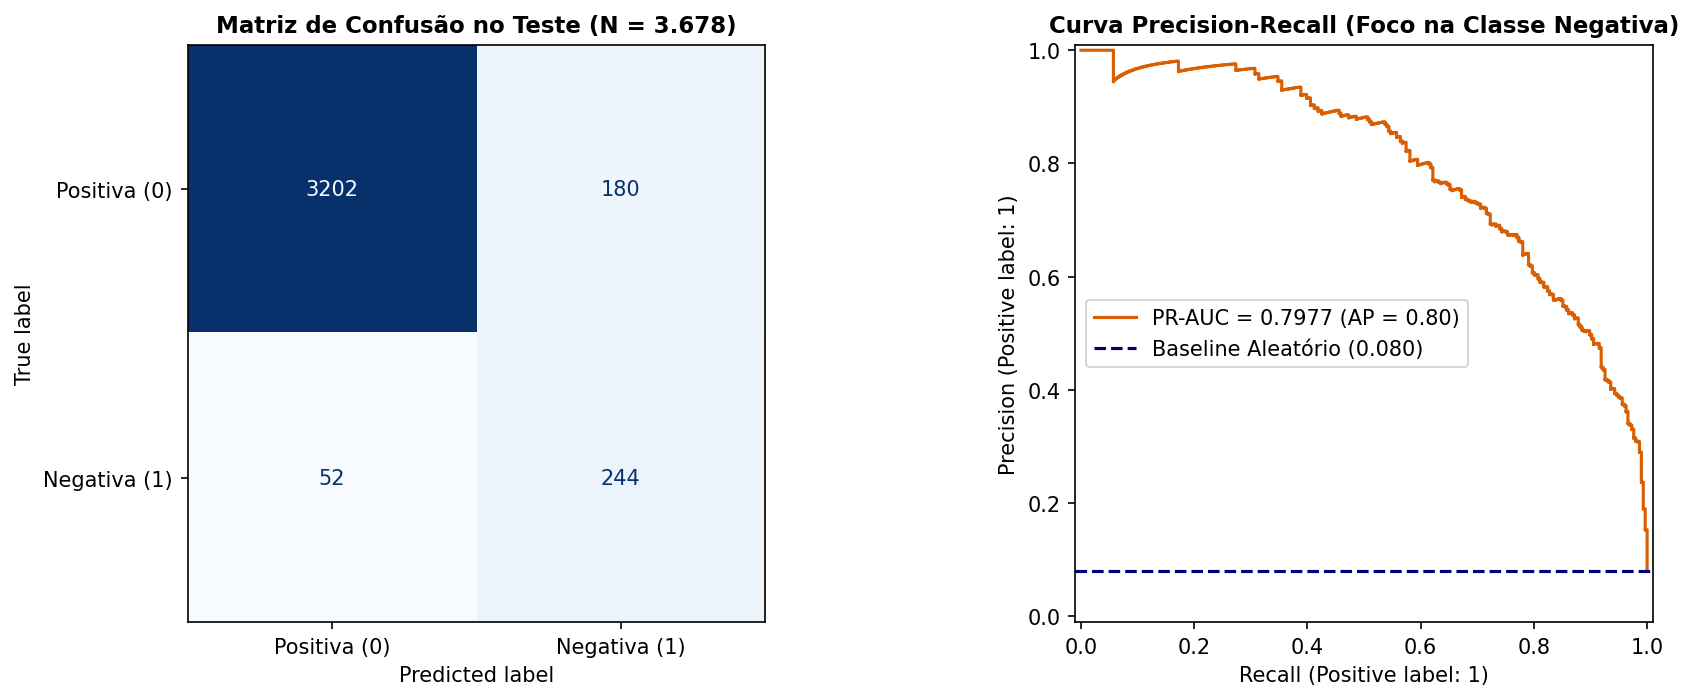 Matriz de Confusão no Teste (N = 3.678)
True label
Positiva (0)
Negativa (1)
3202
180
52
244
Positiva (0)
Negativa (1)
Predicted label
Curva Precision-Recall (Foco na Classe Negativa)
Precision (Positive label: 1)
1.0
0.8
0.6
0.4
0.2
0.0
PR-AUC = 0.7977 (AP = 0.80)
Baseline Aleatório (0.080)
0.0
0.2
0.4
0.6
0.8
1.0
Recall (Positive label: 1)